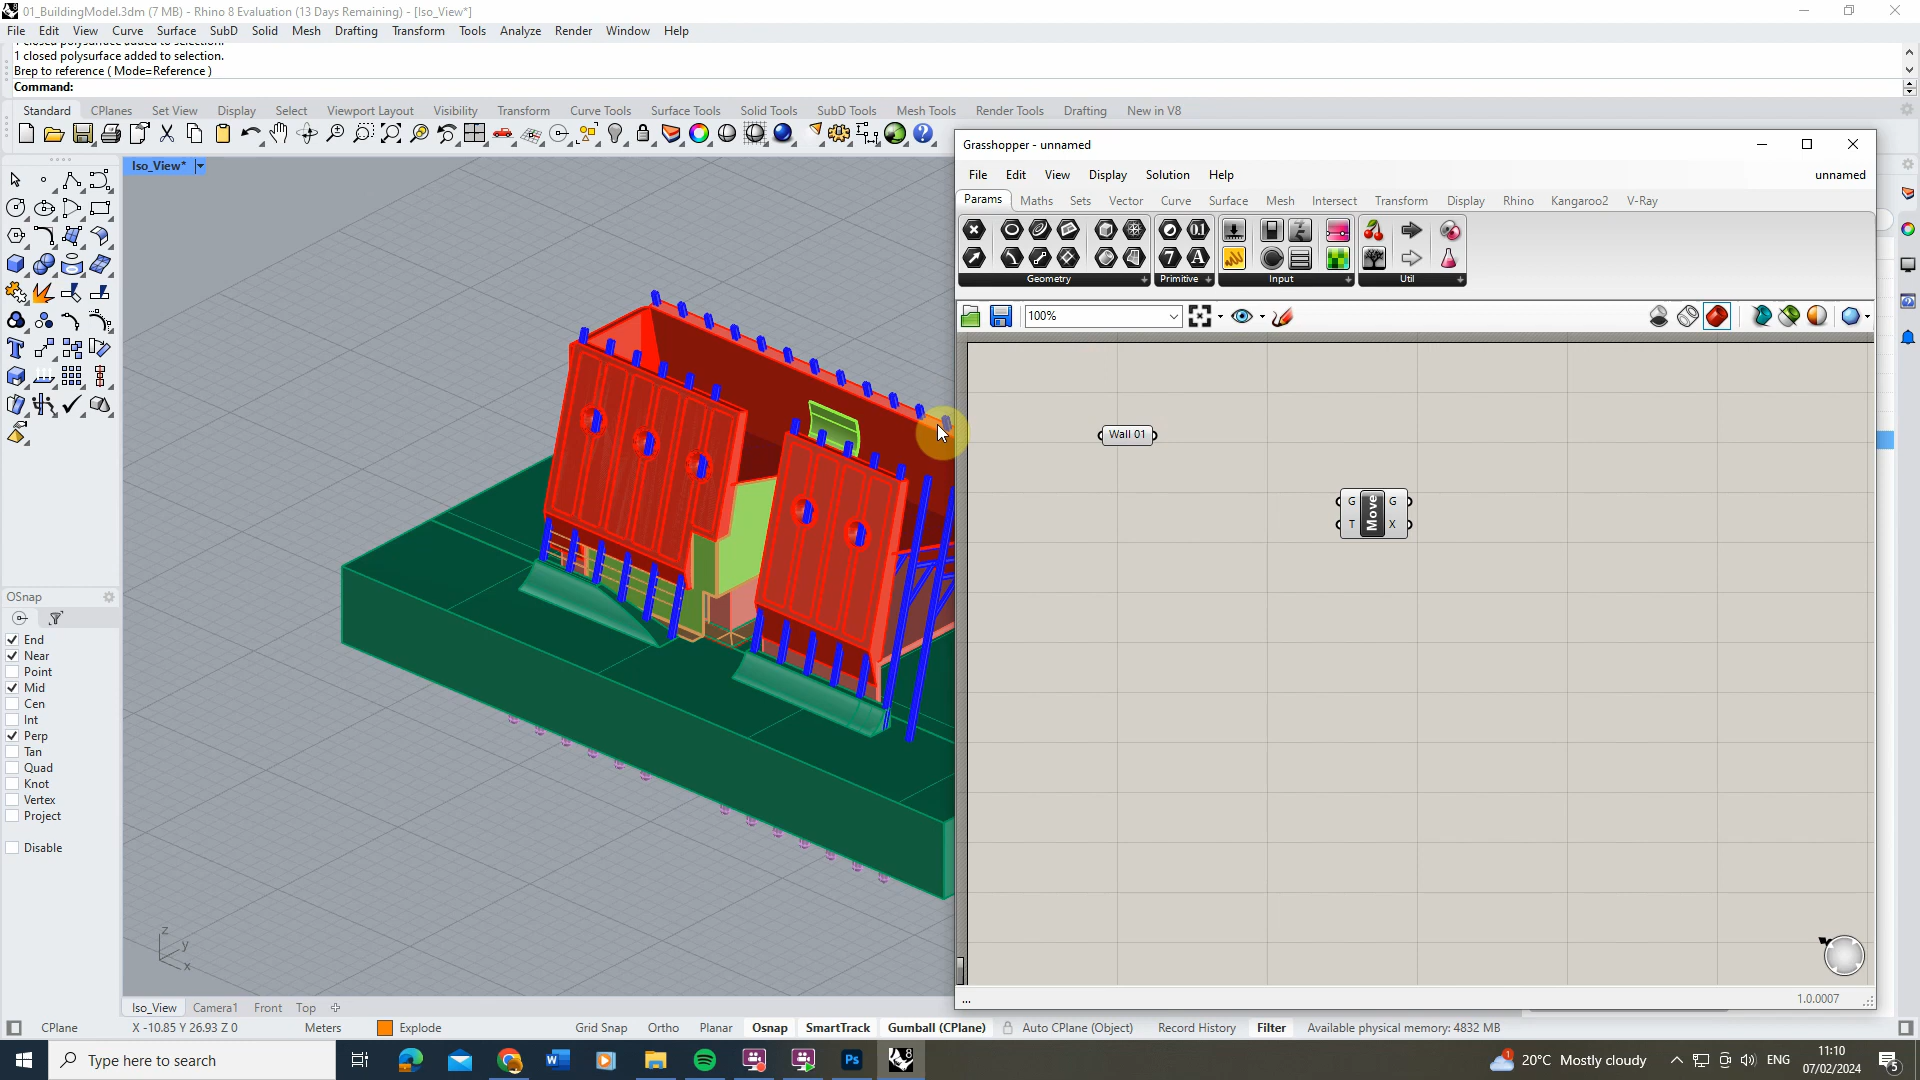 01_BuildingModel.3dm (7 MB) - Rhino 8 Evaluation (13 Days Remaining) - [Iso_View*]
File Edit View Curve Surface SubD Solid Mesh Drafting Transform Tools Analyze Render Window Help
1 closed polysurface added to selection.
1 closed polysurface added to selection.
Brep to reference ( Mode=Reference )
Command:
Standard CPlanes Set View Display Select Viewport Layout Visibility Transform Curve Tools Surface Tools Solid Tools SubD Tools Mesh Tools Render Tools Drafting New in V8
Iso_View*
Grasshopper - unnamed
File Edit View Display Solution Help unnamed
Params Maths Sets Vector Curve Surface Mesh Intersect Transform Display Rhino Kangaroo2 V-Ray
Geometry Primitive Input Util
100%
Wall 01
G Move G
T X
OSnap
End
Near
Point
Mid
Cen
Int
Perp
Tan
Quad
Knot
Vertex
Project
Disable
z
y
x
...
1.0.0007
Iso_View Camera1 Front Top
CPlane X -10.85 Y 26.93 Z 0 Meters Explode Grid Snap Ortho Planar Osnap SmartTrack Gumball (CPlane) Auto CPlane (Object) Record History Filter Available physical memory: 4832 MB
Type here to search
20°C Mostly cloudy
ENG
11:10
07/02/2024
5